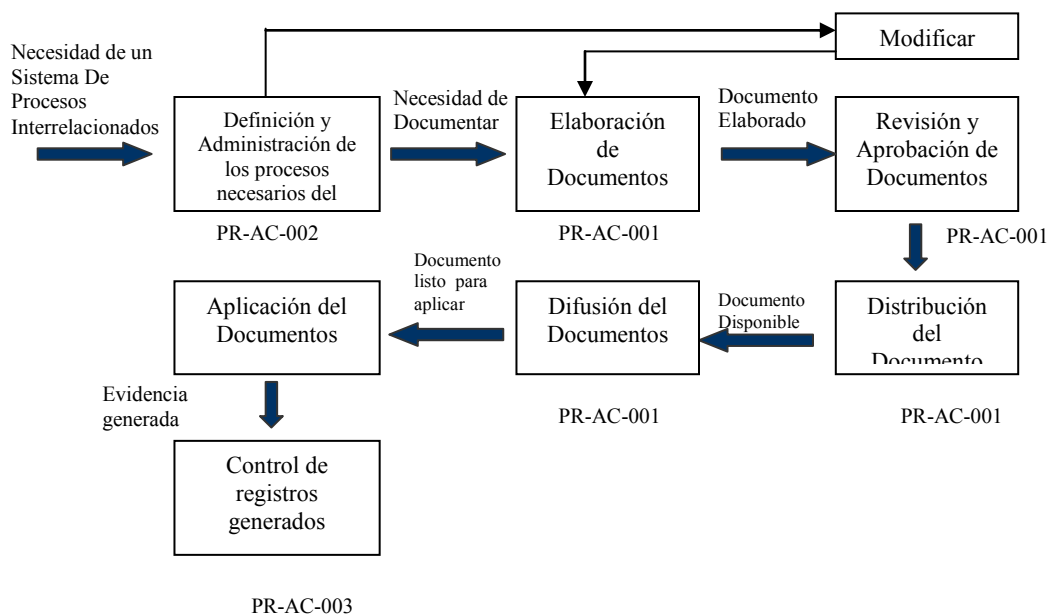 Modificar
Necesidad de un
Sistema De
Procesos
Interrelacionados
Definición y
Administración de
los procesos
necesarios del
PR-AC-002
Necesidad de
Documentar
Elaboración
de
Documentos
PR-AC-001
Documento
Elaborado
Revisión y
Aprobación de
Documentos
PR-AC-001
Distribución
del
Documento
PR-AC-001
Documento
Disponible
Difusión del
Documentos
PR-AC-001
Documento
listo para
aplicar
Aplicación del
Documentos
Evidencia
generada
Control de
registros
generados
PR-AC-003